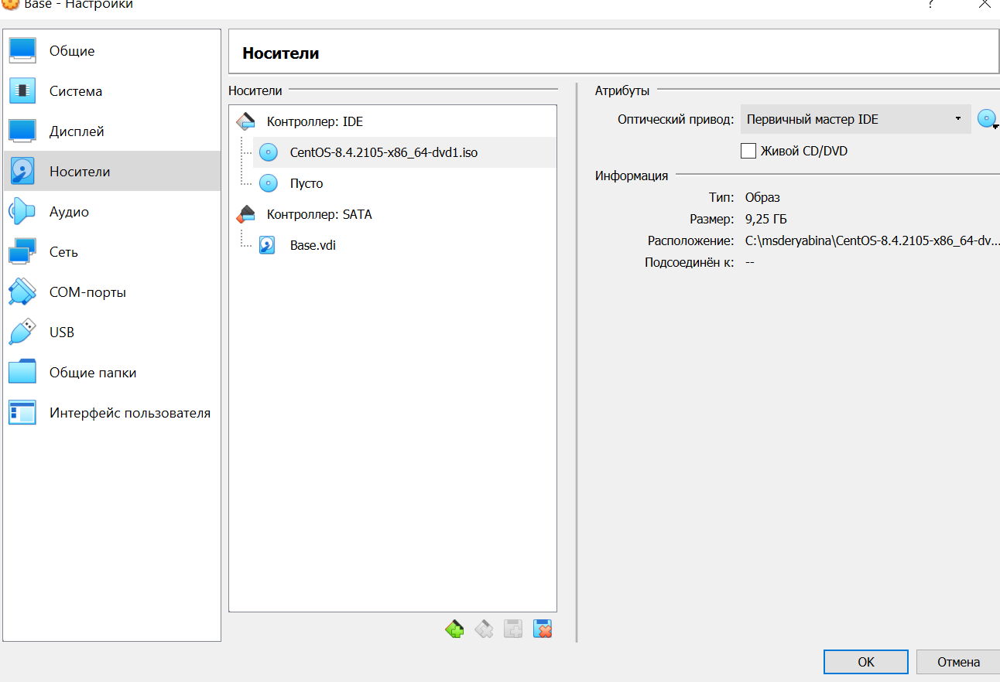 Base - Настройки
?
Общие
Система
Дисплей
Носители
Аудио
Сеть
COM-порты
USB
Общие папки
Интерфейс пользователя
Носители
Носители
Контроллер: IDE
CentOS-8.4.2105-x86_64-dvd1.iso
Пусто
Контроллер: SATA
Base.vdi
Атрибуты
Оптический привод: Первичный мастер IDE
Живой CD/DVD
Информация
Тип: Образ
Размер: 9,25 ГБ
Расположение: C:\msderyabina\CentOS-8.4.2105-x86_64-dv...
Подсоединён к: --
OK
Отмена